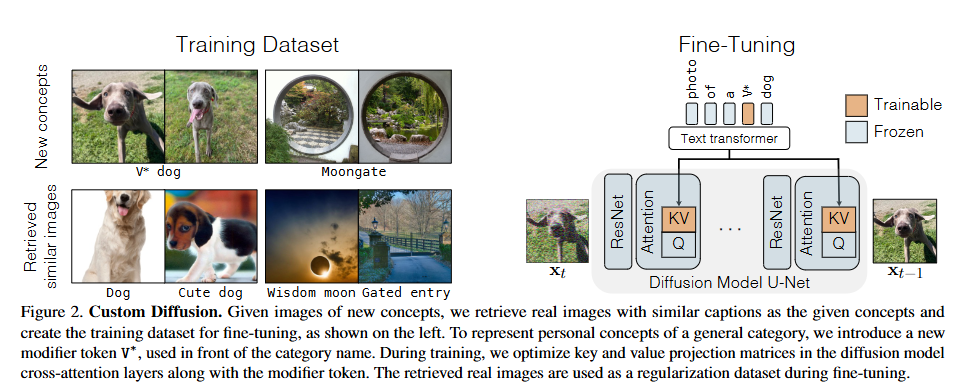 Training Dataset
New concepts
V* dog
Moongate
Retrieved
similar images
Dog
Cute dog
Wisdom moon
Gated entry
Fine-Tuning
photo
of
a
V*
dog
Text transformer
Trainable
Frozen
ResNet
Attention
KV
Q
...
ResNet
Attention
KV
Q
Diffusion Model U-Net
xₜ
xₜ₋₁
Figure 2. Custom Diffusion. Given images of new concepts, we retrieve real images with similar captions as the given concepts and
create the training dataset for fine-tuning, as shown on the left. To represent personal concepts of a general category, we introduce a new
modifier token V*, used in front of the category name. During training, we optimize key and value projection matrices in the diffusion model
cross-attention layers along with the modifier token. The retrieved real images are used as a regularization dataset during fine-tuning.